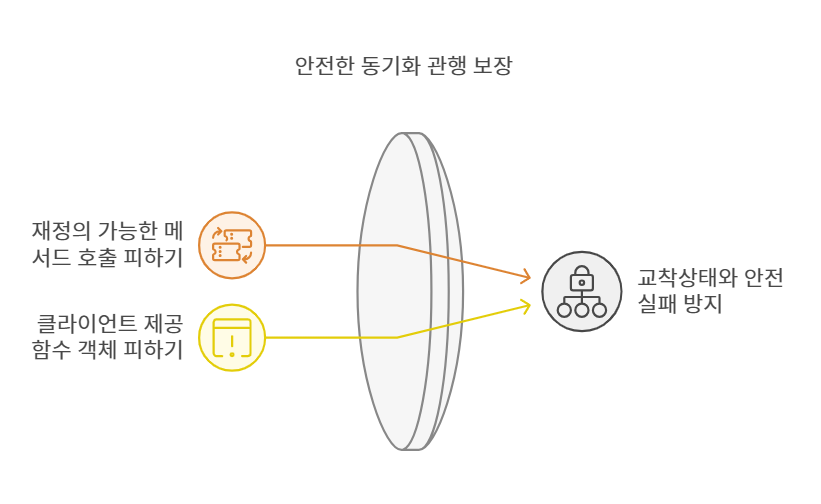 안전한 동기화 관행 보장
재정의 가능한 메
서드 호출 피하기
클라이언트 제공
함수 객체 피하기
교착상태와 안전
실패 방지